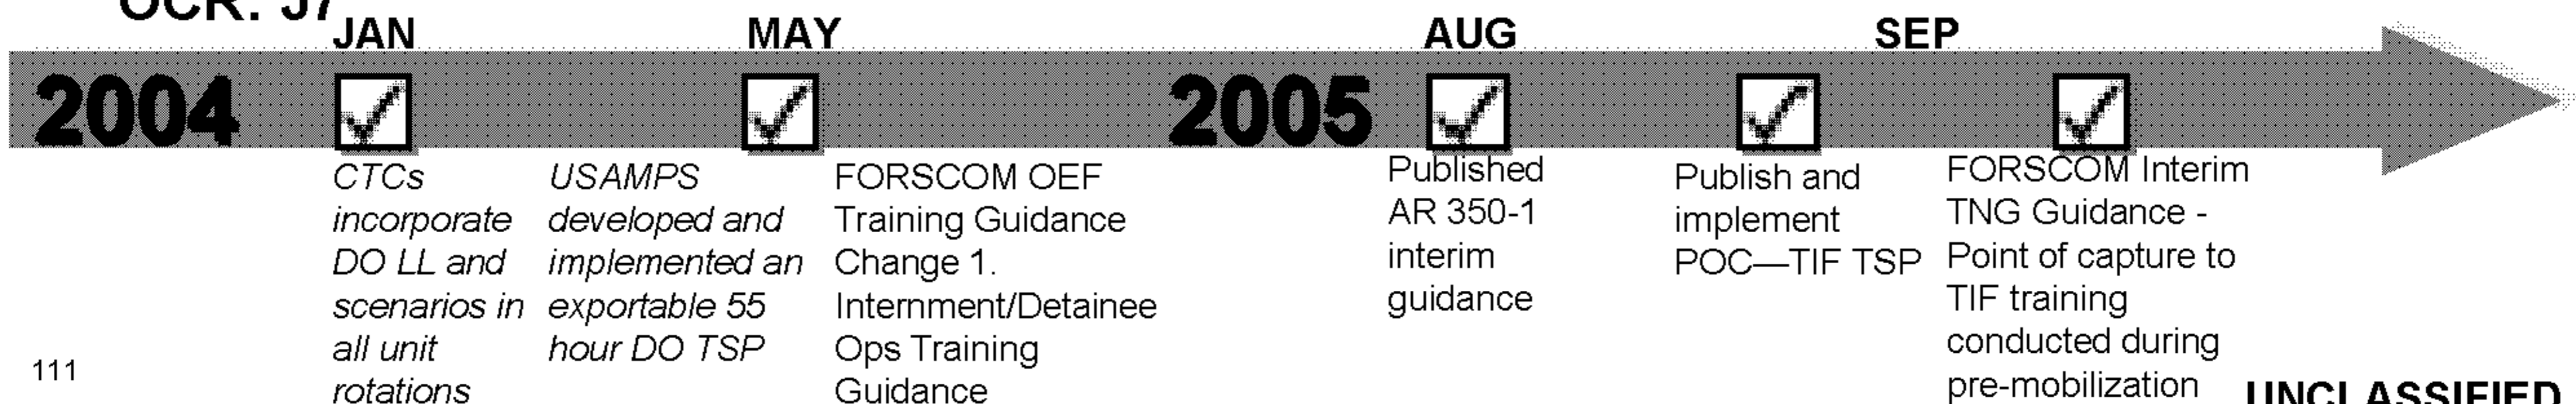 OCR: J7
JAN
MAY
AUG
SEP
2004
2005
CTCs
incorporate
DO LL and
scenarios in
all unit
rotations
USAMPS
developed and
implemented an
exportable 55
hour DO TSP
FORSCOM OEF
Training Guidance
Change 1.
Internment/Detainee
Ops Training
Guidance
Published
AR 350-1
interim
guidance
Publish and
implement
POC—TIF TSP
FORSCOM Interim
TNG Guidance -
Point of capture to
TIF training
conducted during
pre-mobilization
111
UNCLASSIFIED